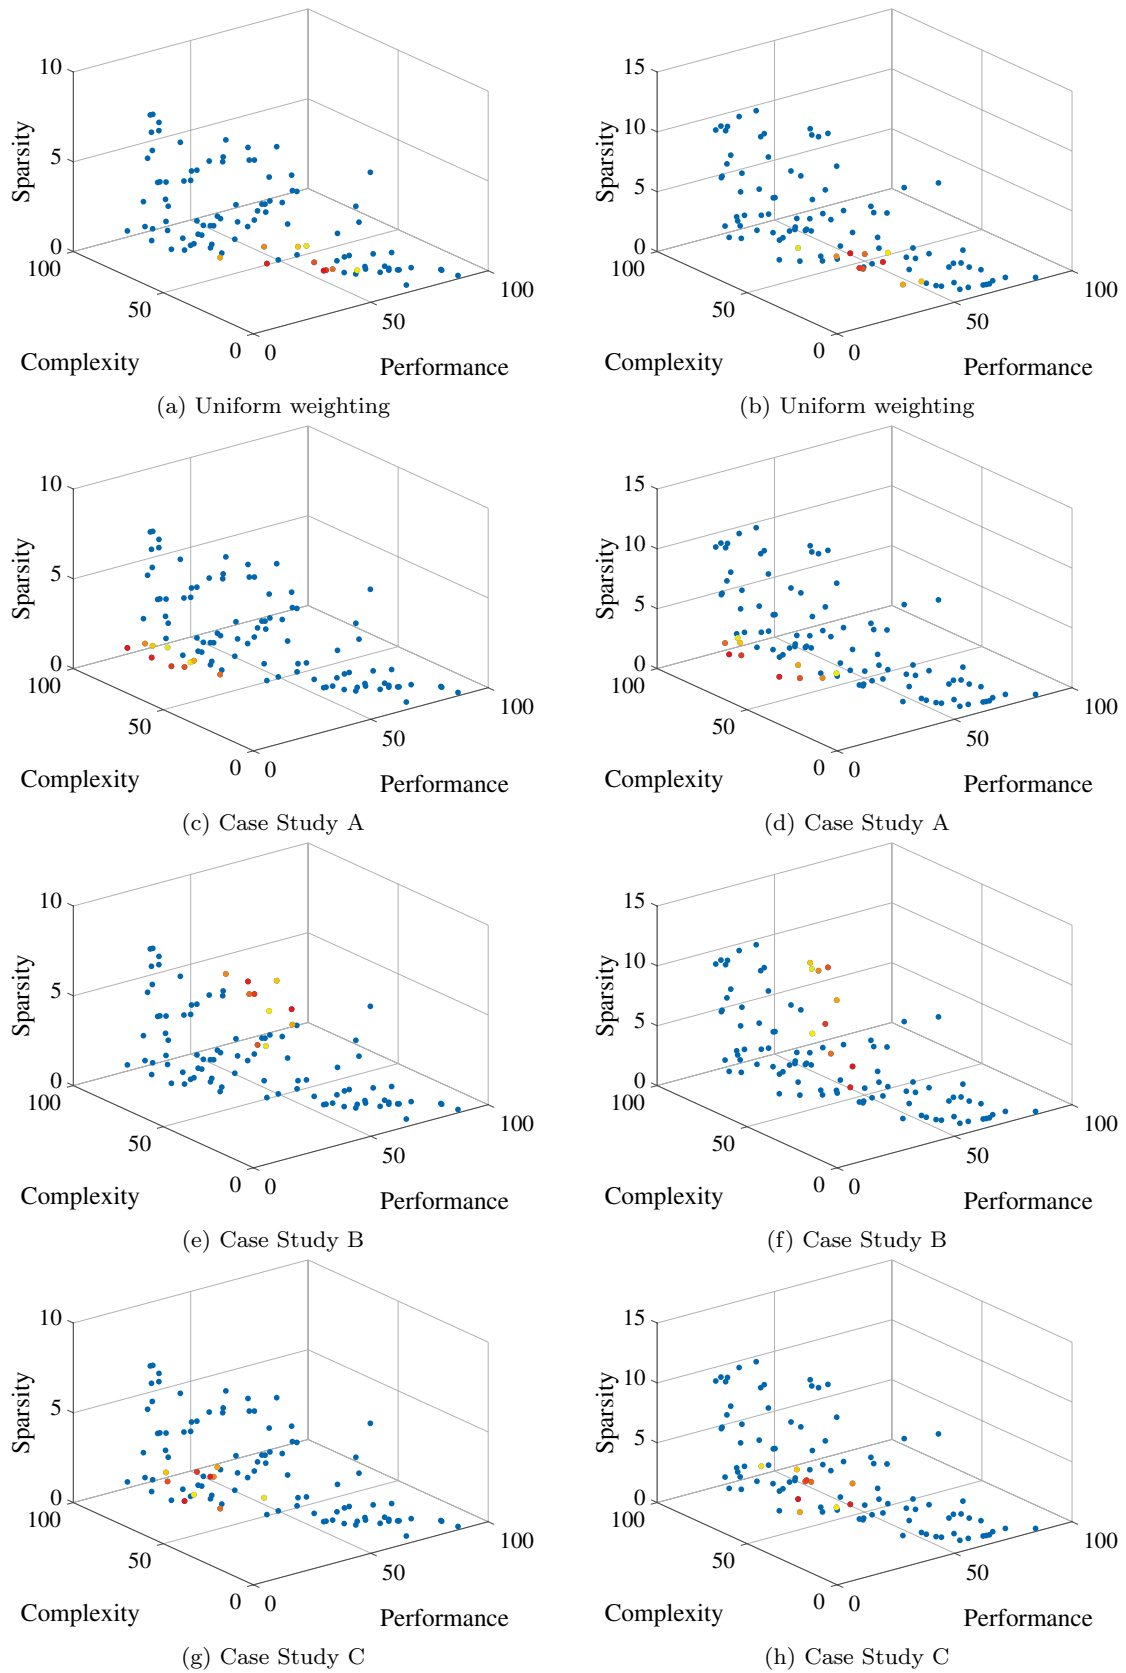 10
5
0
Sparsity
100
50
0
Complexity
0
50
100
Performance
(a) Uniform weighting
15
10
5
0
Sparsity
100
50
0
Complexity
0
50
100
Performance
(b) Uniform weighting
10
5
0
Sparsity
100
50
0
Complexity
0
50
100
Performance
(c) Case Study A
15
10
5
0
Sparsity
100
50
0
Complexity
0
50
100
Performance
(d) Case Study A
10
5
0
Sparsity
100
50
0
Complexity
0
50
100
Performance
(e) Case Study B
15
10
5
0
Sparsity
100
50
0
Complexity
0
50
100
Performance
(f) Case Study B
10
5
0
Sparsity
100
50
0
Complexity
0
50
100
Performance
(g) Case Study C
15
10
5
0
Sparsity
100
50
0
Complexity
0
50
100
Performance
(h) Case Study C